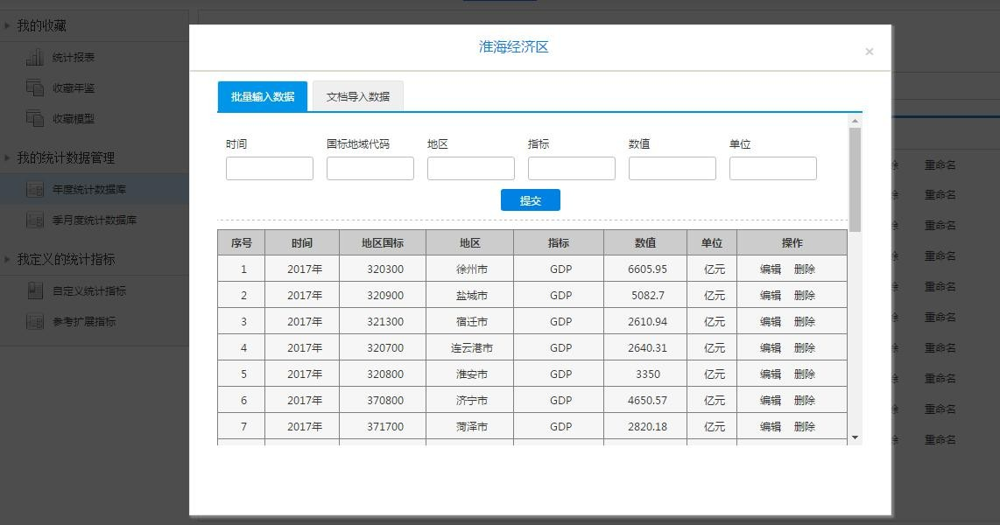 我的收藏
统计报表
收藏年鉴
收藏模型
我的统计数据管理
年度统计数据库
季月度统计数据库
我定义的统计指标
自定义统计指标
参考扩展指标
淮海经济区
×
批量输入数据 文档导入数据
时间 国标地域代码 地区 指标 数值 单位
提交
序号 时间 地区国标 地区 指标 数值 单位 操作
1 2017年 320300 徐州市 GDP 6605.95 亿元 编辑 删除
2 2017年 320900 盐城市 GDP 5082.7 亿元 编辑 删除
3 2017年 321300 宿迁市 GDP 2610.94 亿元 编辑 删除
4 2017年 320700 连云港市 GDP 2640.31 亿元 编辑 删除
5 2017年 320800 淮安市 GDP 3350 亿元 编辑 删除
6 2017年 370800 济宁市 GDP 4650.57 亿元 编辑 删除
7 2017年 371700 菏泽市 GDP 2820.18 亿元 编辑 删除
重命名
重命名
重命名
重命名
重命名
重命名
重命名
重命名
重命名
重命名